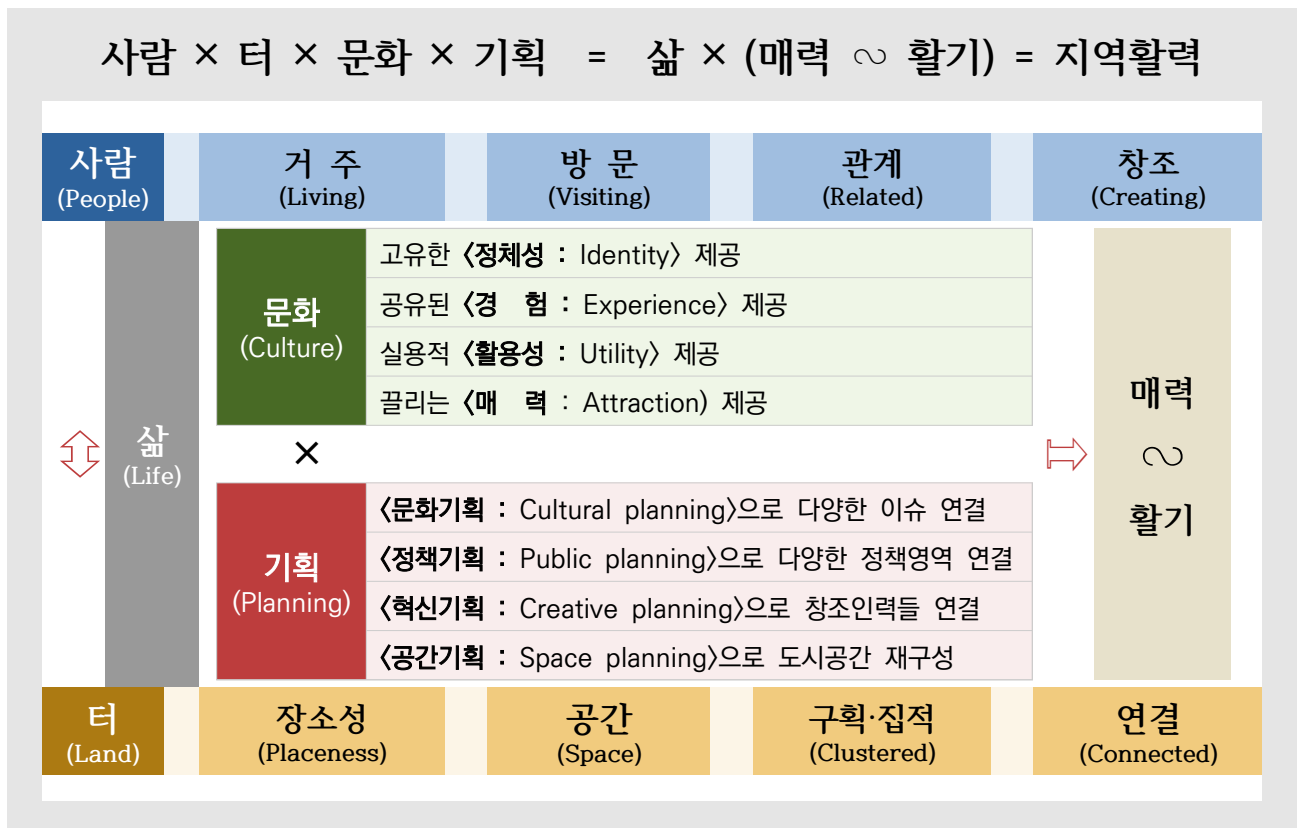 사람 × 터 × 문화 × 기획 = 삶 × (매력 ∽ 활기) = 지역활력
사람
(People)
거 주
(Living)
방 문
(Visiting)
관계
(Related)
창조
(Creating)
삶
(Life)
문화
(Culture)
고유한 〈정체성 : Identity〉 제공
공유된 〈경 험 : Experience〉 제공
실용적 〈활용성 : Utility〉 제공
끌리는 〈매 력 : Attraction) 제공
×
기획
(Planning)
〈문화기획 : Cultural planning〉으로 다양한 이슈 연결
〈정책기획 : Public planning〉으로 다양한 정책영역 연결
〈혁신기획 : Creative planning〉으로 창조인력들 연결
〈공간기획 : Space planning〉으로 도시공간 재구성
매력
∽
활기
터
(Land)
장소성
(Placeness)
공간
(Space)
구획·집적
(Clustered)
연결
(Connected)